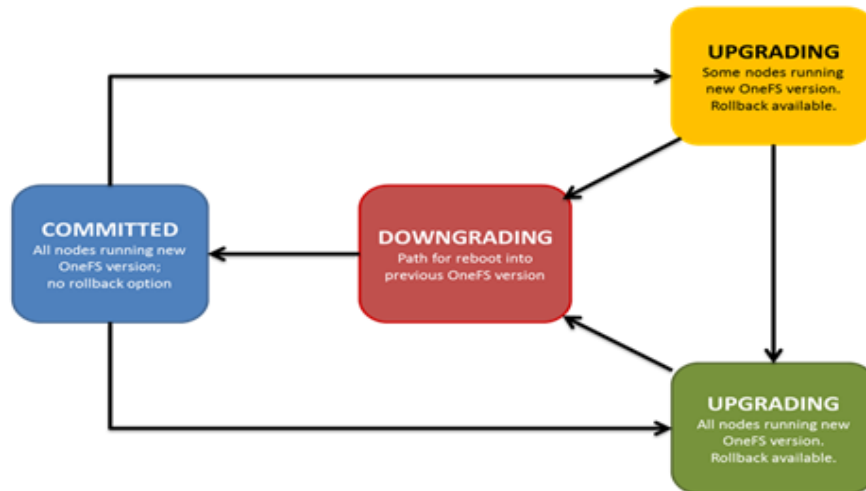 UPGRADING
Some nodes running
new OneFS version.
Rollback available.
COMMITTED
All nodes running new
OneFS version;
no rollback option
DOWNGRADING
Path for reboot into
previous OneFS version
UPGRADING
All nodes running new
OneFS version.
Rollback available.